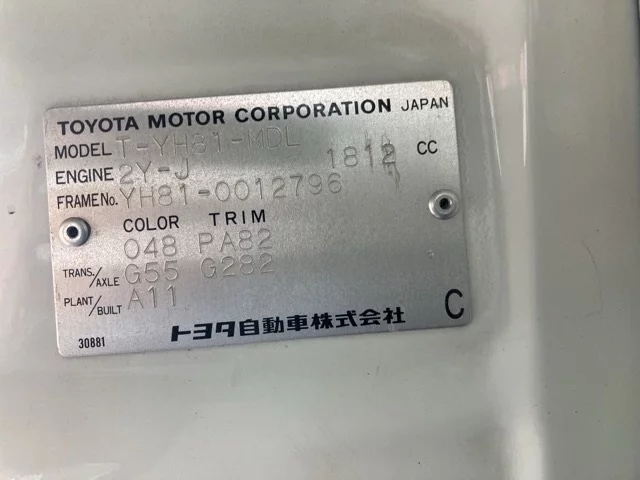 TOYOTA MOTOR CORPORATION JAPAN
MODEL T-YH81-MDL
ENGINE 2Y-J 1812 CC
FRAME No. YH81-0012796
COLOR TRIM
048 PA82
TRANS./AXLE G55 G282
PLANT/BUILT A11
トヨタ自動車株式会社
30881 C